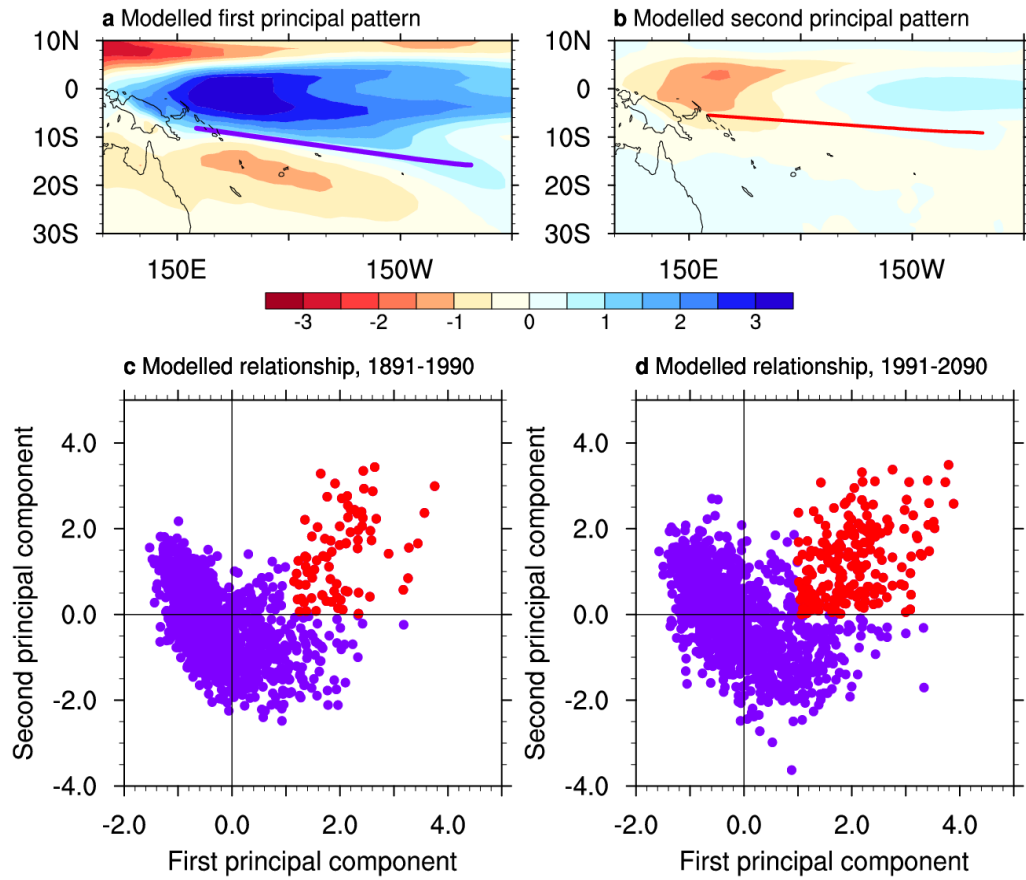 a Modelled first principal pattern
b Modelled second principal pattern
10N
0
10S
20S
30S
150E 150W
10N
0
10S
20S
30S
150E 150W
-3 -2 -1 0 1 2 3
c Modelled relationship, 1891-1990
d Modelled relationship, 1991-2090
Second principal component
4.0
2.0
0.0
-2.0
-4.0
-2.0 0.0 2.0 4.0
First principal component
Second principal component
4.0
2.0
0.0
-2.0
-4.0
-2.0 0.0 2.0 4.0
First principal component